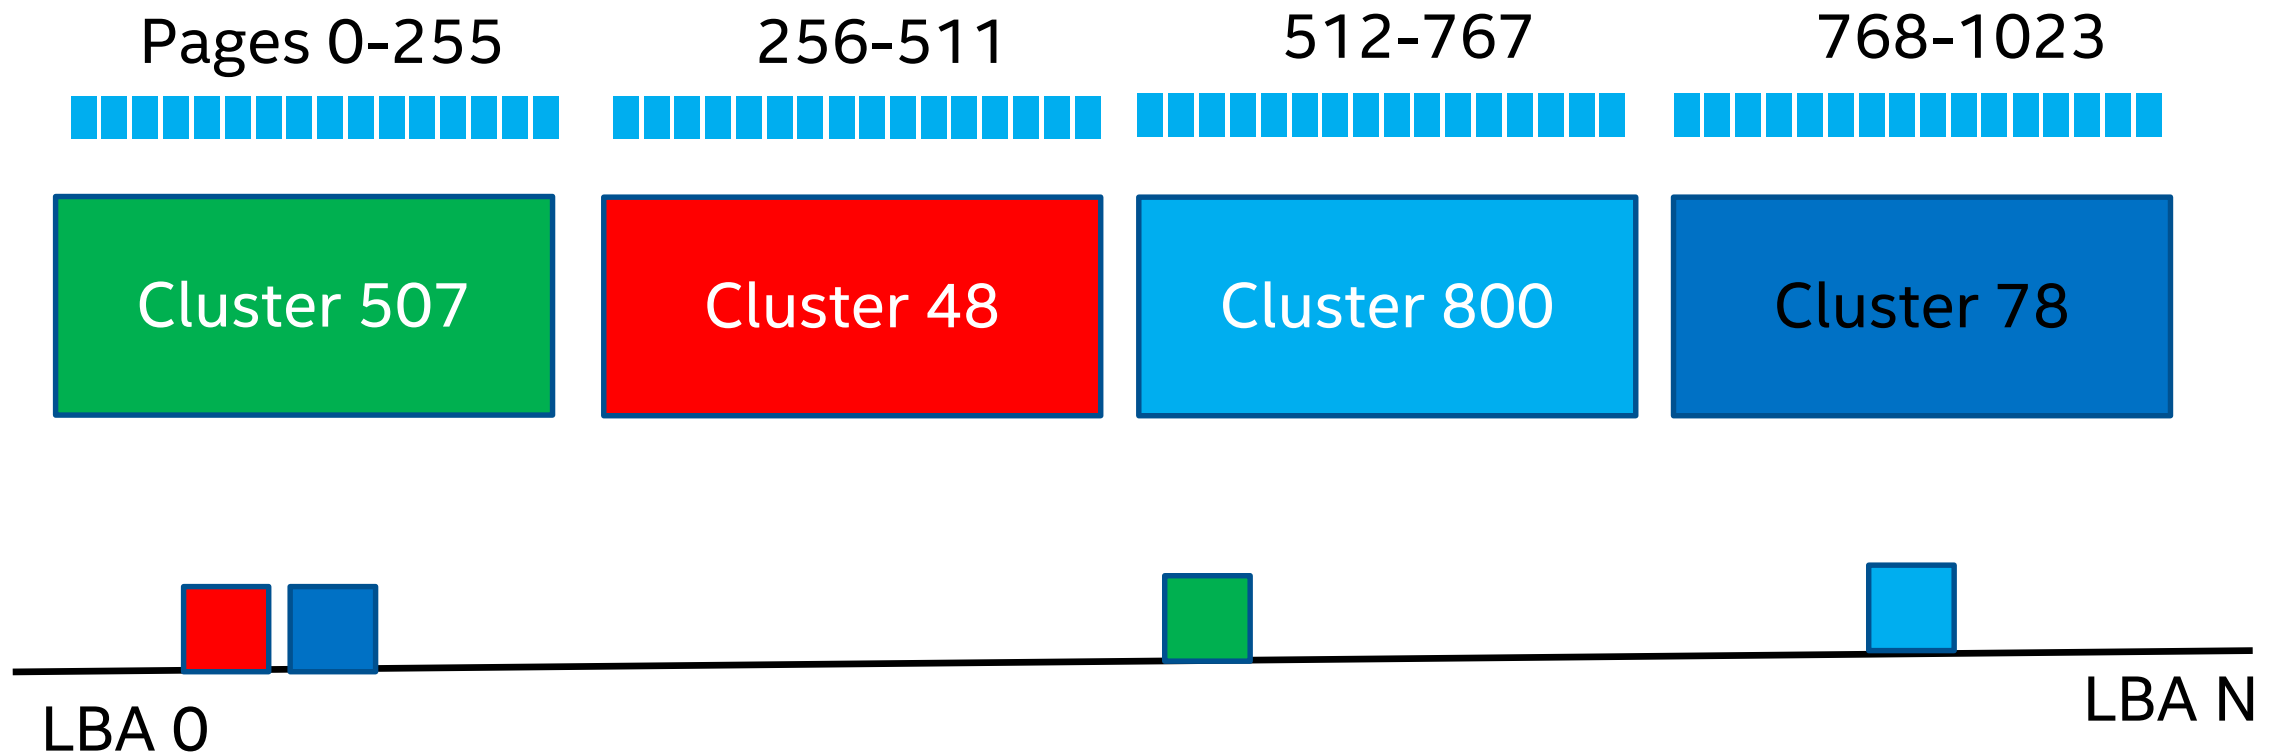 Pages 0-255
256-511
512-767
768-1023
Cluster 507
Cluster 48
Cluster 800
Cluster 78
LBA 0
LBA N